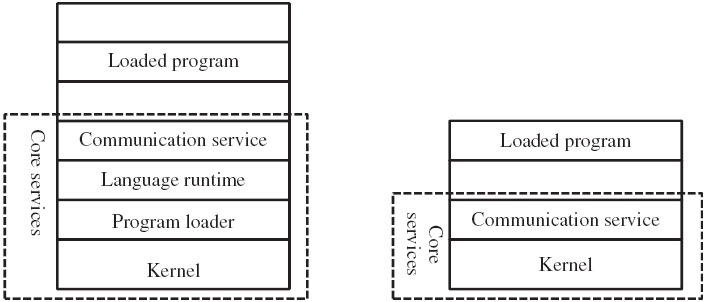 Loaded program
Core services
Communication service
Language runtime
Program loader
Kernel
Loaded program
Core
services
Communication service
Kernel